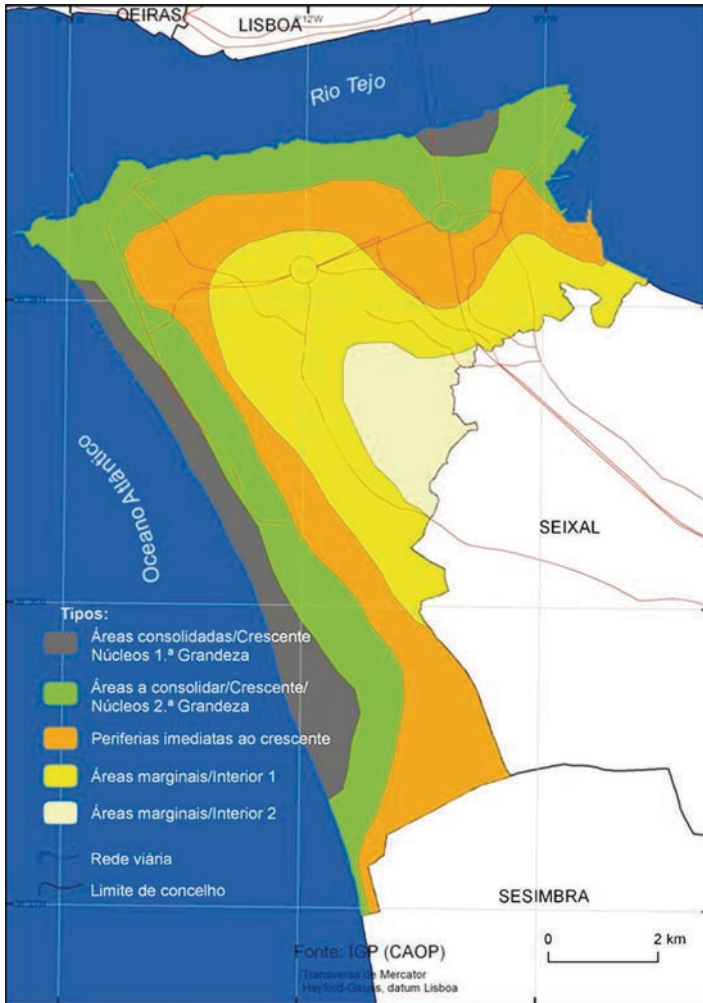 OEIRAS
LISBOA
Rio Tejo
Oceano Atlântico
SEIXAL
Tipos:
Áreas consolidadas/Crescente
Núcleos 1.ª Grandeza
Áreas a consolidar/Crescente/
Núcleos 2.ª Grandeza
Periferias imediatas ao crescente
Áreas marginais/Interior 1
Áreas marginais/Interior 2
Rede viária
Limite de concelho
SESIMBRA
0 2 km
Fonte: IGP (CAOP)
Transversa de Mercator
Hayford-Gauss, datum Lisboa